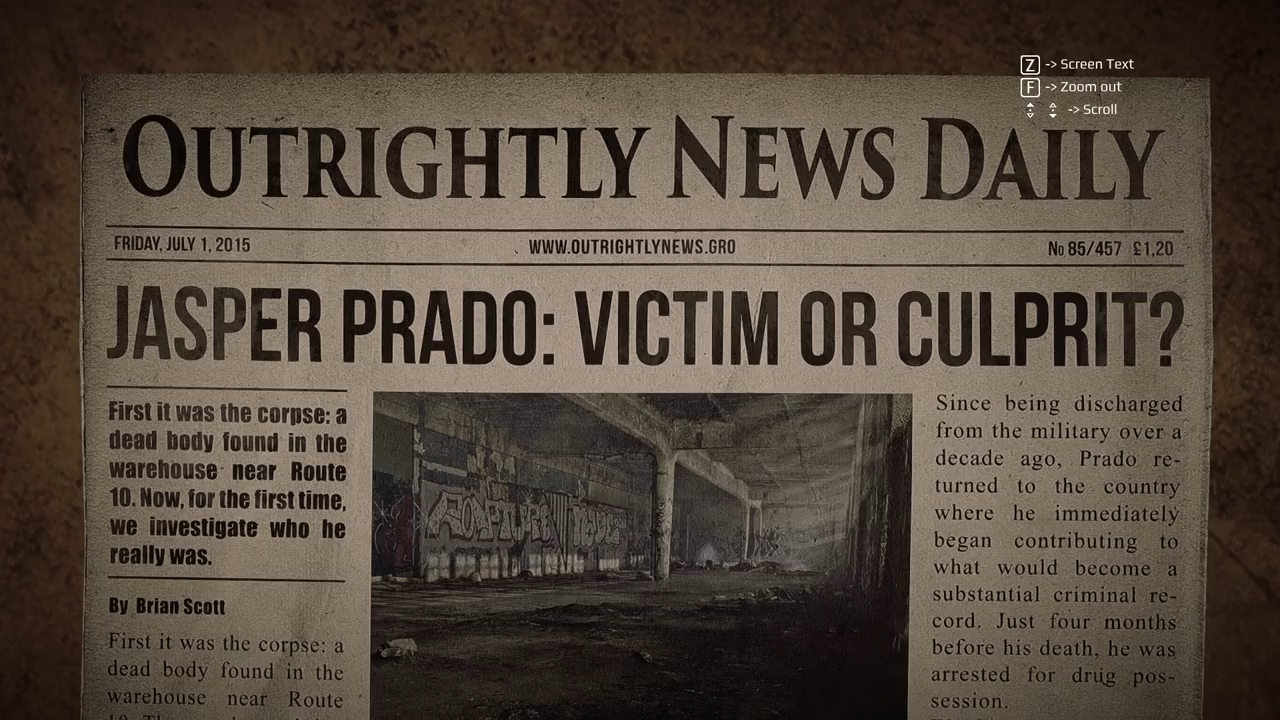 Z -> Screen Text
F -> Zoom out
-> Scroll
OUTRIGHTLY NEWS DAILY
FRIDAY, JULY 1, 2015 WWW.OUTRIGHTLYNEWS.GRO № 85/457 £1,20
JASPER PRADO: VICTIM OR CULPRIT?
First it was the corpse: a
dead body found in the
warehouse near Route
10. Now, for the first time,
we investigate who he
really was.
By Brian Scott
First it was the corpse: a
dead body found in the
warehouse near Route
Since being discharged
from the military over a
decade ago, Prado re-
turned to the country
where he immediately
began contributing to
what would become a
substantial criminal re-
cord. Just four months
before his death, he was
arrested for drug pos-
session.